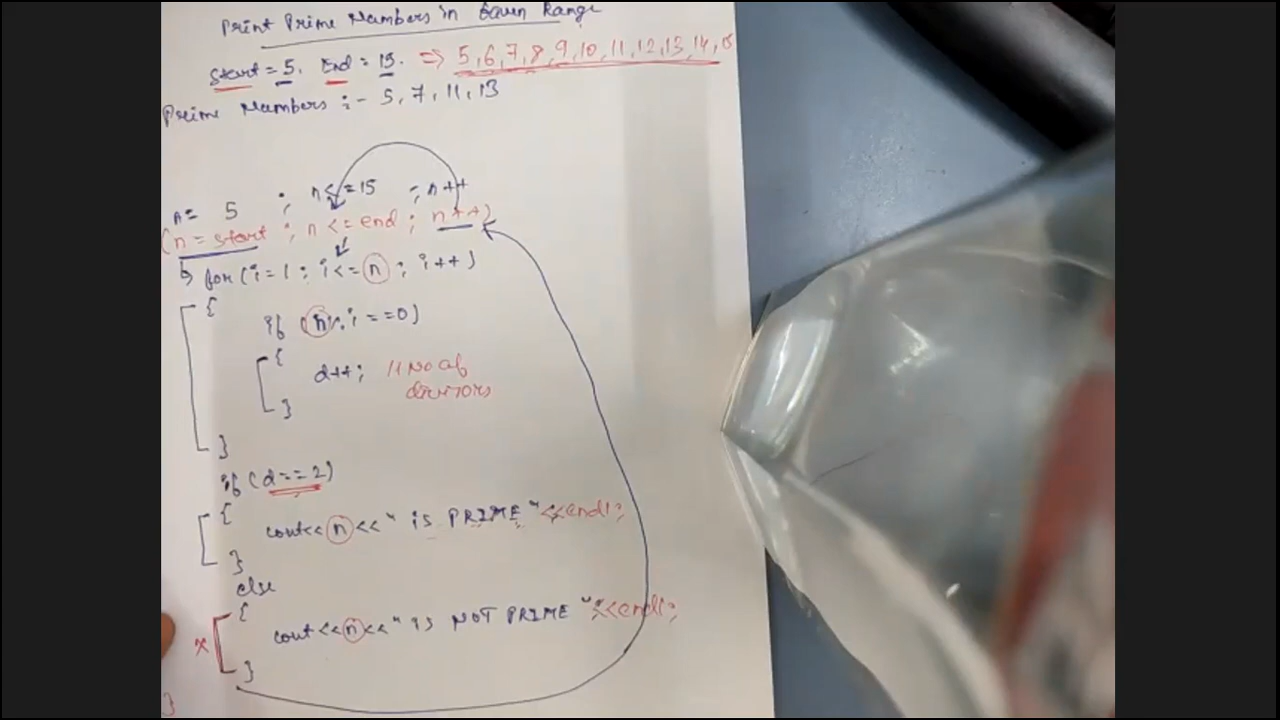 Print Prime Numbers in Given Range
Start = 5, End = 15. => 5, 6, 7, 8, 9, 10, 11, 12, 13, 14, 15
Prime Numbers :- 5, 7, 11, 13
n = 5 ; n <= 15 ; n++
(n = start ; n <= end ; n++)
for (i = 1 ; i <= n ; i++)
{
if (n % i == 0)
{
d++; // No of
divisors
}
}
if (d == 2)
{
cout << n << " is PRIME " << endl;
}
else
{
x
cout << n << " is NOT PRIME " << endl;
}
}